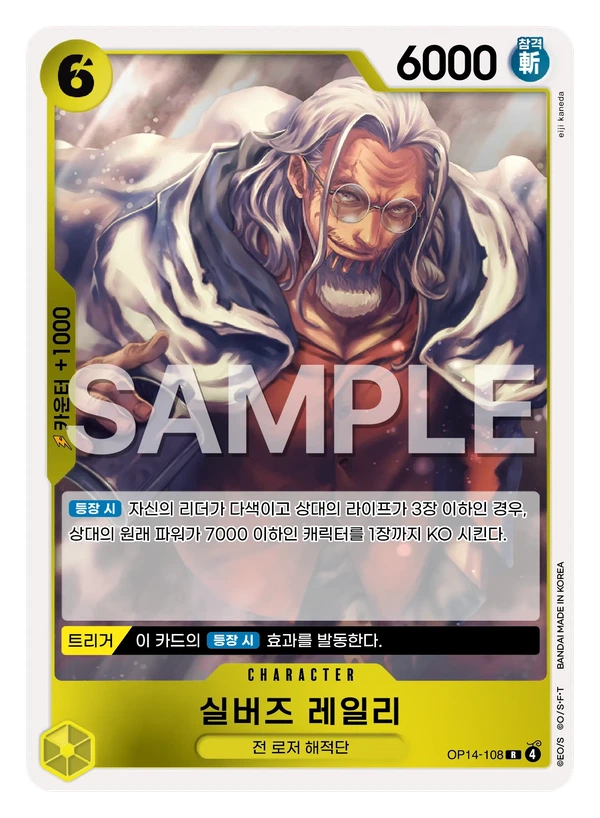 6
6000
참격
斬
eiji kaneda
카운터 +1000
SAMPLE
등장 시 자신의 리더가 다색이고 상대의 라이프가 3장 이하인 경우,
상대의 원래 파워가 7000 이하인 캐릭터를 1장까지 KO 시킨다.
트리거 이 카드의 등장 시 효과를 발동한다.
CHARACTER
실버즈 레일리
전 로저 해적단
OP14-108 R 4
©E.O/S ©O/S·F·T BANDAI MADE IN KOREA